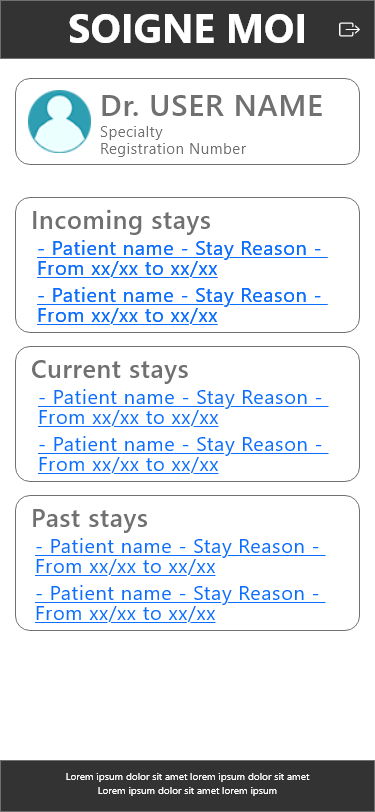 SOIGNE MOI
Dr. USER NAME
Specialty
Registration Number
Incoming stays
- Patient name - Stay Reason -
From xx/xx to xx/xx
- Patient name - Stay Reason -
From xx/xx to xx/xx
Current stays
- Patient name - Stay Reason -
From xx/xx to xx/xx
- Patient name - Stay Reason -
From xx/xx to xx/xx
Past stays
- Patient name - Stay Reason -
From xx/xx to xx/xx
- Patient name - Stay Reason -
From xx/xx to xx/xx
Lorem ipsum dolor sit amet lorem ipsum dolor sit amet
Lorem ipsum dolor sit amet lorem ipsum